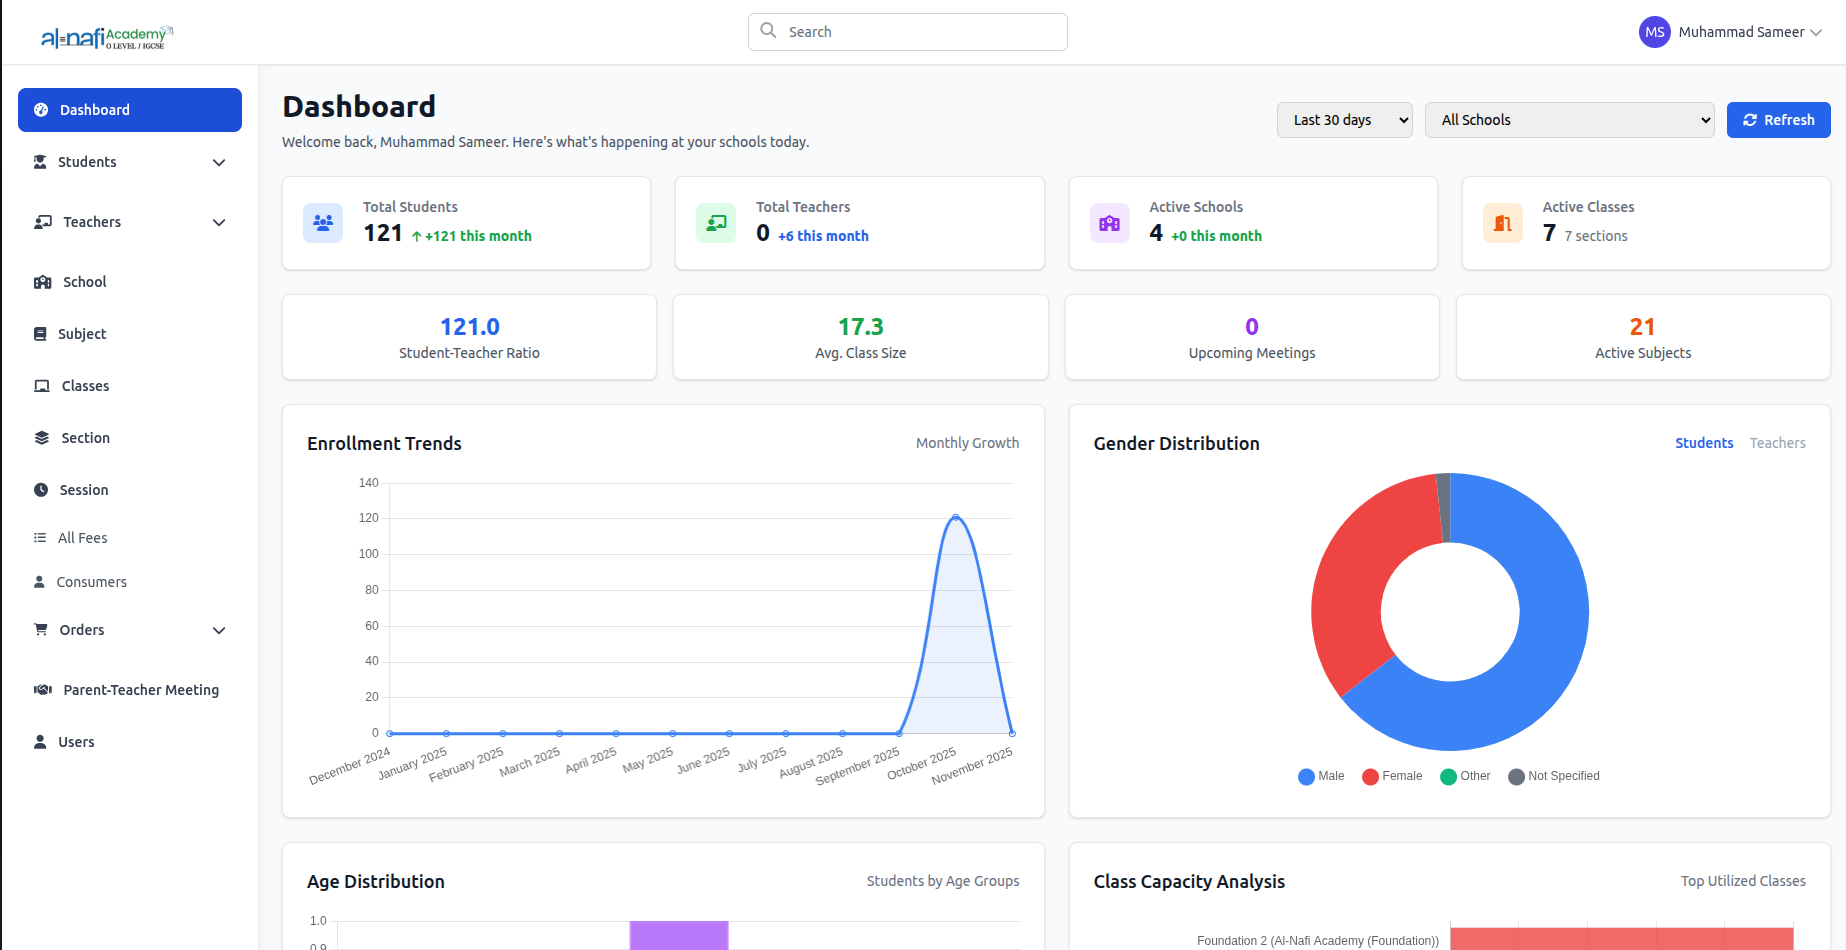 al-nafi Academy
O LEVEL / IGCSE
Search
MS Muhammad Sameer
Dashboard
Students
Teachers
School
Subject
Classes
Section
Session
All Fees
Consumers
Orders
Parent-Teacher Meeting
Users
Dashboard
Welcome back, Muhammad Sameer. Here's what's happening at your schools today.
Last 30 days
All Schools
Refresh
Total Students
121 +121 this month
Total Teachers
0 +6 this month
Active Schools
4 +0 this month
Active Classes
7 7 sections
121.0
Student-Teacher Ratio
17.3
Avg. Class Size
0
Upcoming Meetings
21
Active Subjects
Enrollment Trends
Monthly Growth
140
120
100
80
60
40
20
0
December 2024
January 2025
February 2025
March 2025
April 2025
May 2025
June 2025
July 2025
August 2025
September 2025
October 2025
November 2025
Gender Distribution
Students Teachers
Male Female Other Not Specified
Age Distribution
Students by Age Groups
1.0
0.9
Class Capacity Analysis
Top Utilized Classes
Foundation 2 (Al-Nafi Academy (Foundation))